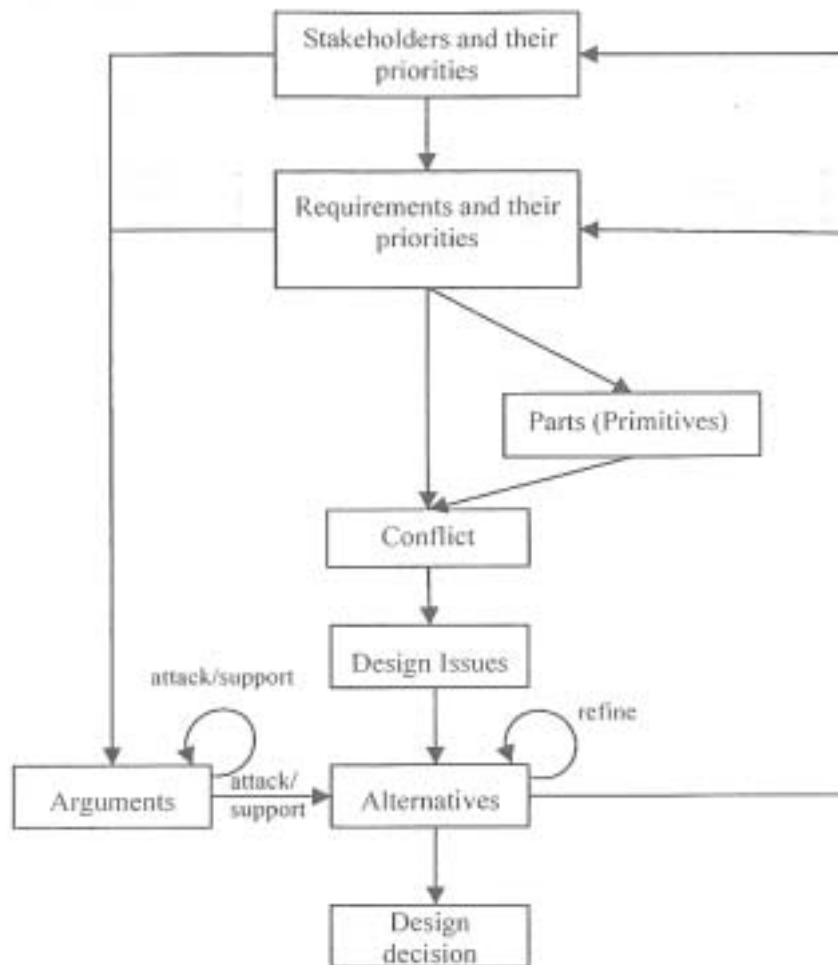 Stakeholders and their
priorities
Requirements and their
priorities
Parts (Primitives)
Conflict
Design Issues
attack/support
refine
Arguments
attack/
support
Alternatives
Design
decision